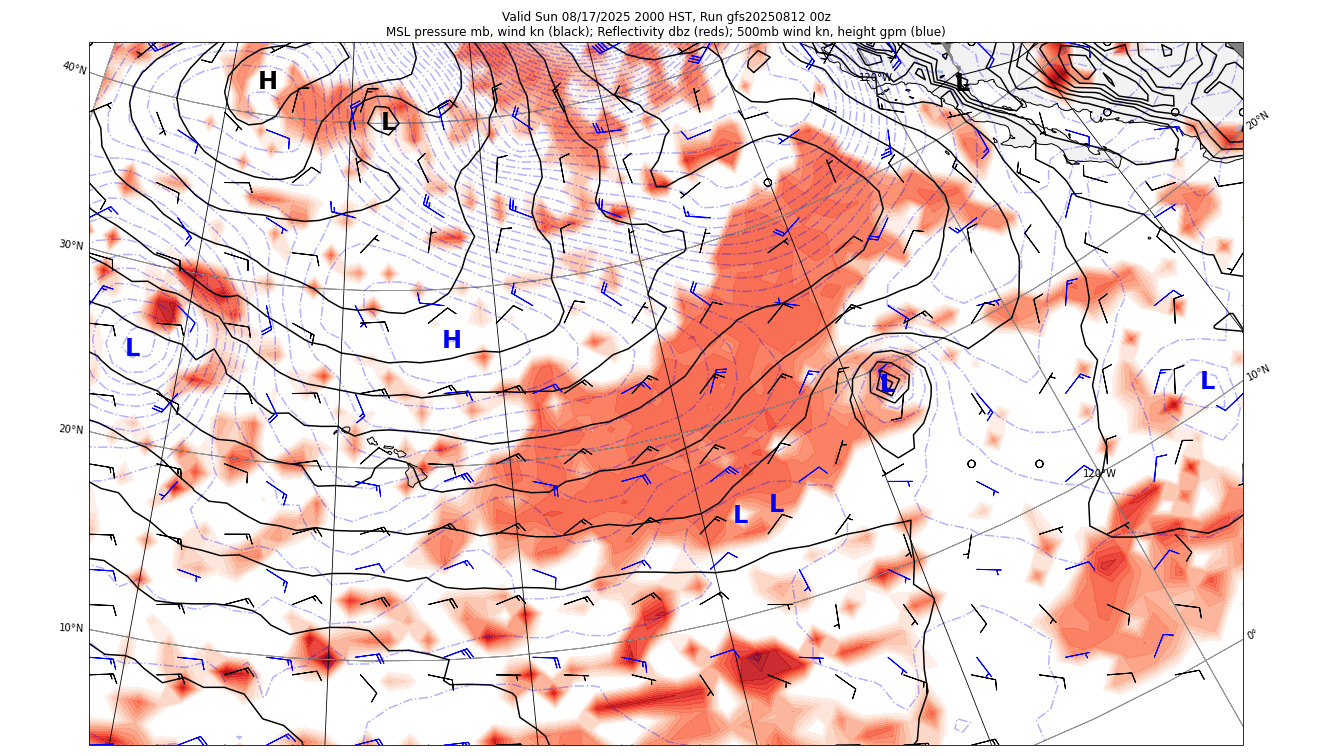 Valid Sun 08/17/2025 2000 HST, Run gfs20250812 00z
MSL pressure mb, wind kn (black); Reflectivity dbz (reds); 500mb wind kn, height gpm (blue)
40°N
H
L
120°W
L
20°N
30°N
L
H
L
L
10°N
20°N
120°W
L
L
10°N
0°